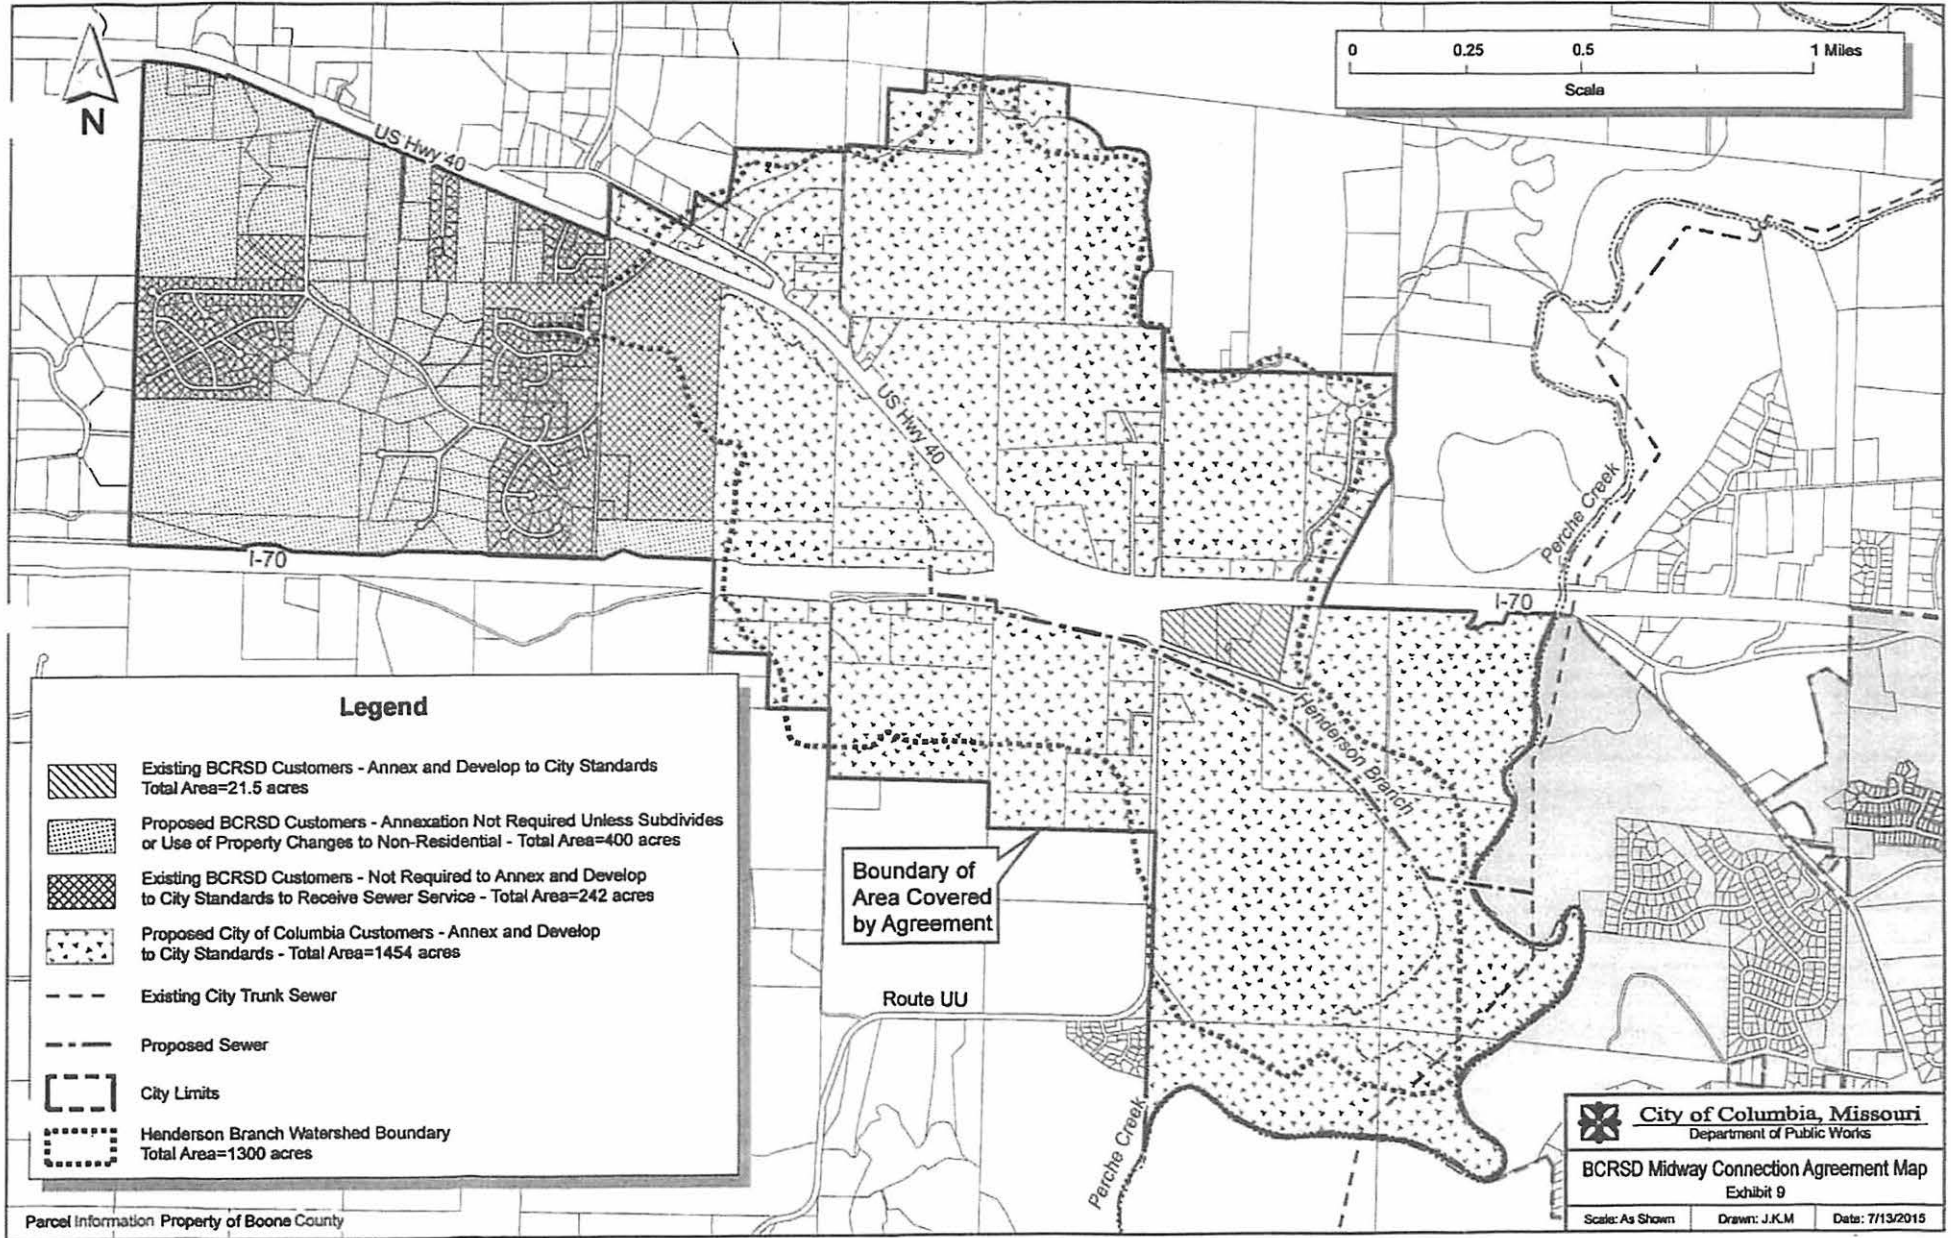 0 0.25 0.5 1 Miles
Scale
N
US Hwy 40
US Hwy 40
I-70
I-70
Perche Creek
Henderson Branch
Boundary of
Area Covered
by Agreement
Route UU
Perche Creek
Legend
Existing BCRSD Customers - Annex and Develop to City Standards
Total Area=21.5 acres
Proposed BCRSD Customers - Annexation Not Required Unless Subdivides
or Use of Property Changes to Non-Residential - Total Area=400 acres
Existing BCRSD Customers - Not Required to Annex and Develop
to City Standards to Receive Sewer Service - Total Area=242 acres
Proposed City of Columbia Customers - Annex and Develop
to City Standards - Total Area=1454 acres
Existing City Trunk Sewer
Proposed Sewer
City Limits
Henderson Branch Watershed Boundary
Total Area=1300 acres
Parcel Information Property of Boone County
City of Columbia, Missouri
Department of Public Works
BCRSD Midway Connection Agreement Map
Exhibit 9
Scale: As Shown Drawn: J.K.M Date: 7/13/2015